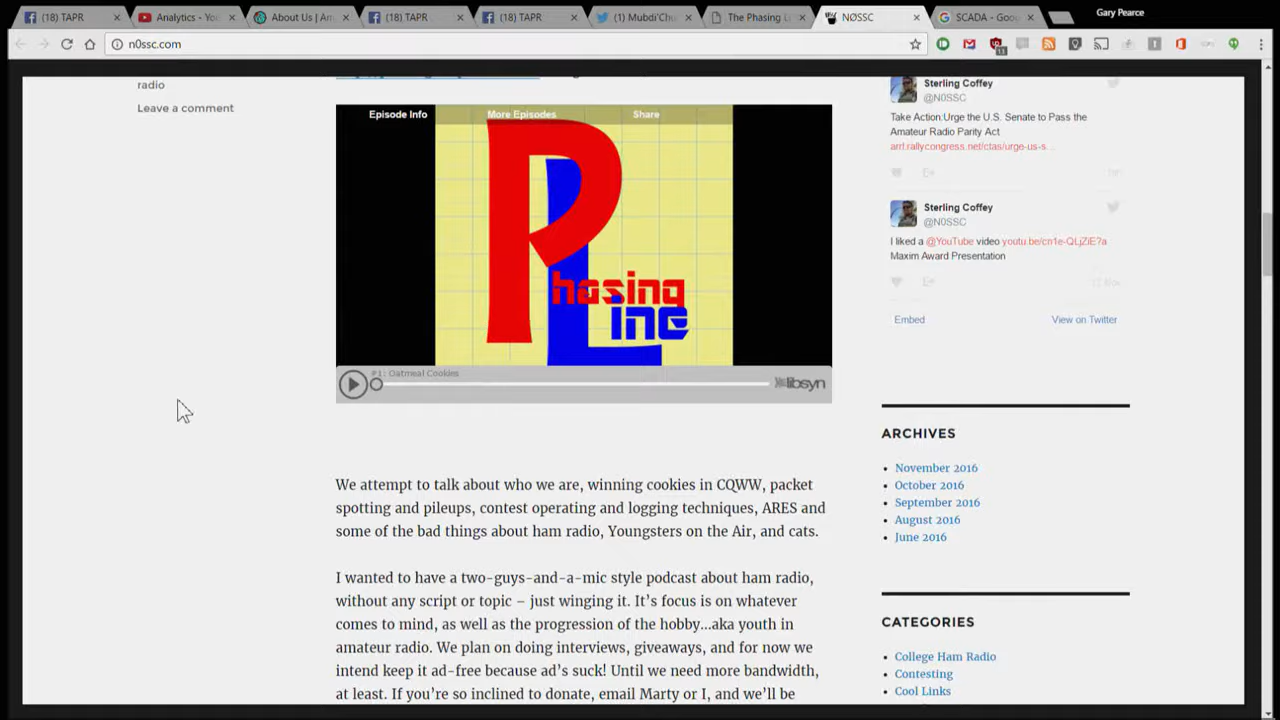 (18) TAPR
Analytics - You
About Us | Am
(18) TAPR
(18) TAPR
(1) Mubdi'Chu
The Phasing L
NØSSC
SCADA - Goo
Gary Pearce
n0ssc.com
radio
Leave a comment
Episode Info
More Episodes
Share
Phasing
Line
#1: Oatmeal Cookies
libsyn
We attempt to talk about who we are, winning cookies in CQWW, packet
spotting and pileups, contest operating and logging techniques, ARES and
some of the bad things about ham radio, Youngsters on the Air, and cats.
I wanted to have a two-guys-and-a-mic style podcast about ham radio,
without any script or topic – just winging it. It's focus is on whatever
comes to mind, as well as the progression of the hobby...aka youth in
amateur radio. We plan on doing interviews, giveaways, and for now we
intend keep it ad-free because ad's suck! Until we need more bandwidth,
at least. If you're so inclined to donate, email Marty or I, and we'll be
Sterling Coffey
@N0SSC
Take Action:Urge the U.S. Senate to Pass the
Amateur Radio Parity Act
arrl.rallycongress.net/ctas/urge-us-s...
Sterling Coffey
@N0SSC
I liked a @YouTube video youtu.be/cn1e-QLjZiE?a
Maxim Award Presentation
12 Nov
Embed
View on Twitter
ARCHIVES
November 2016
October 2016
September 2016
August 2016
June 2016
CATEGORIES
College Ham Radio
Contesting
Cool Links